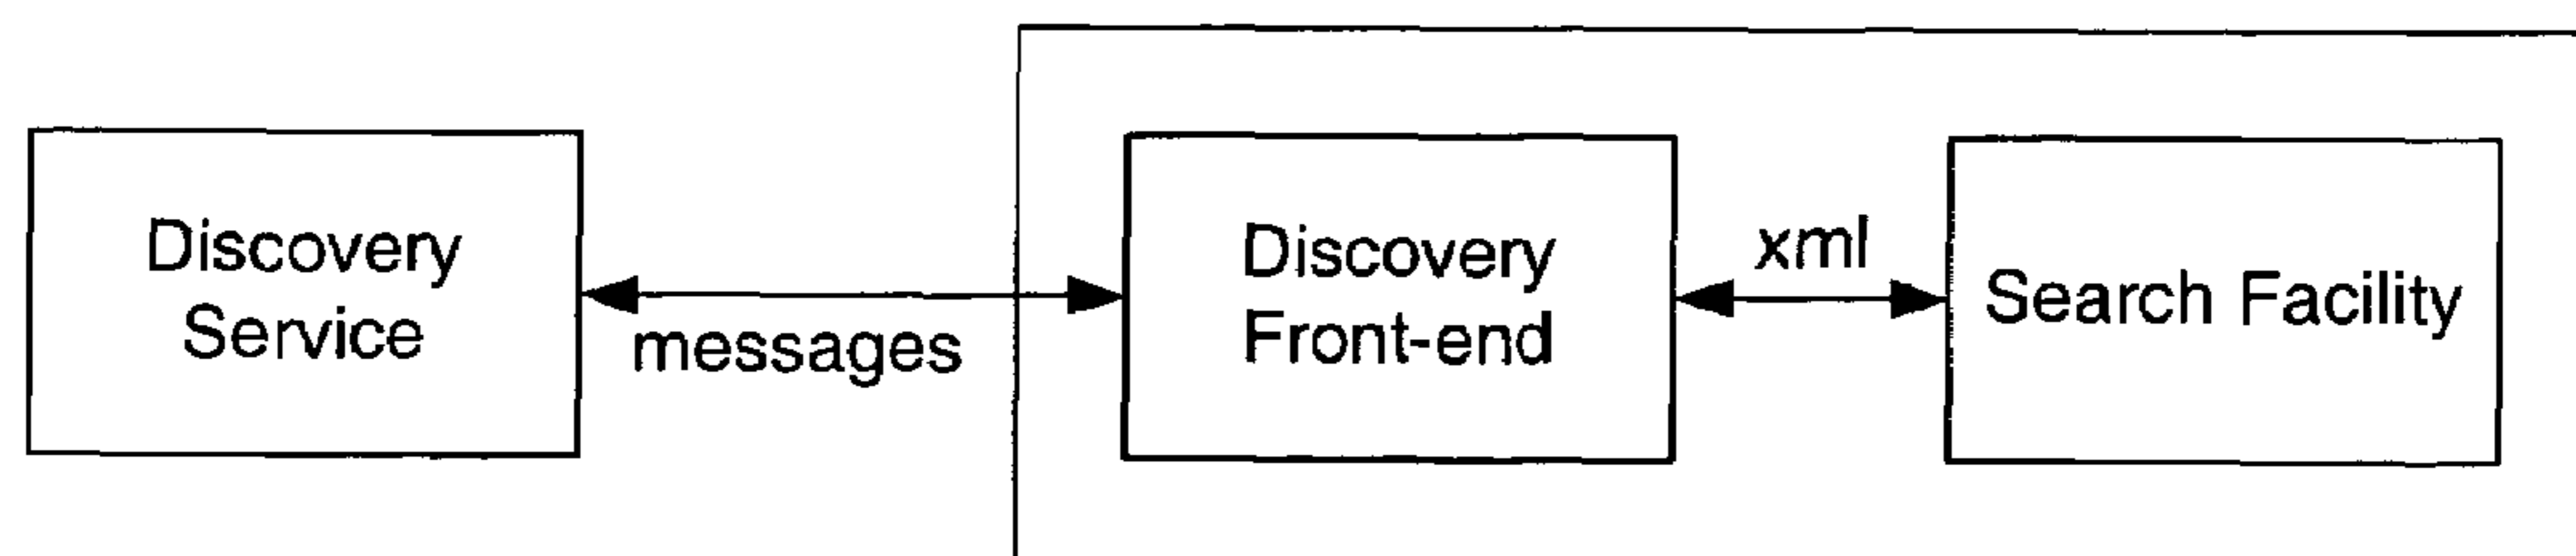 Discovery
Service
messages
Discovery
Front-end
xml
Search Facility